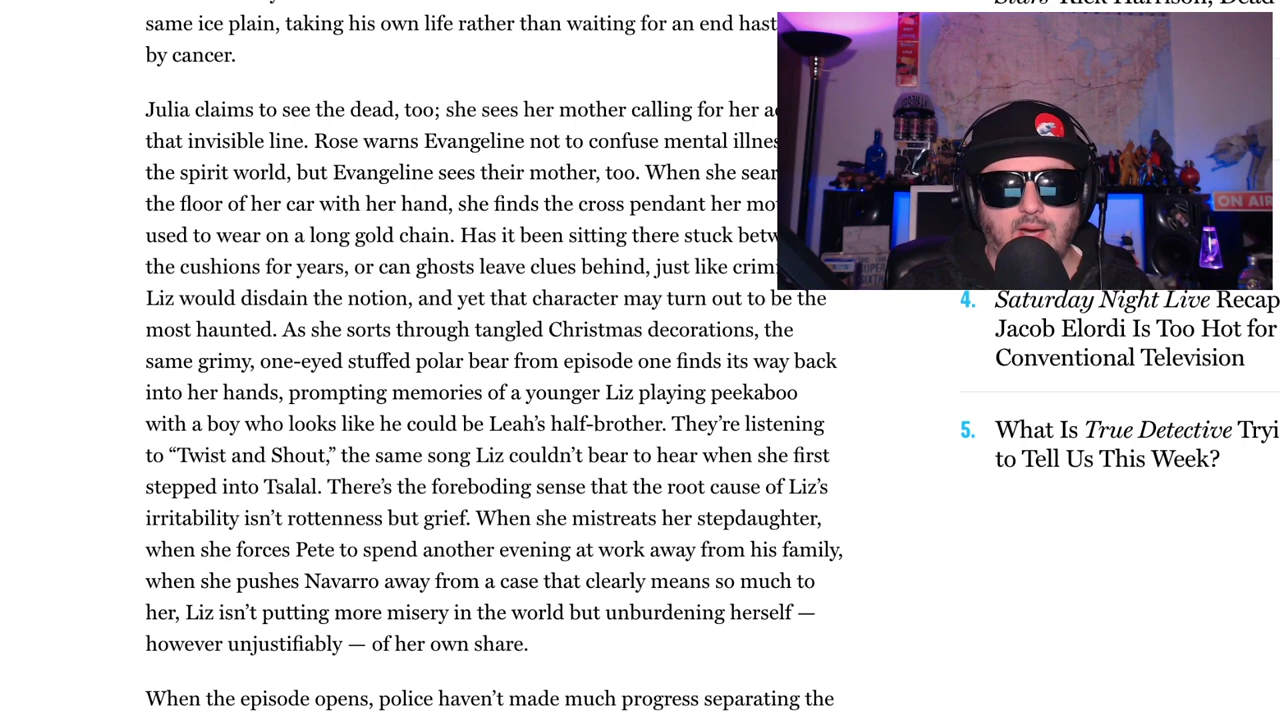 same ice plain, taking his own life rather than waiting for an end hast
by cancer.
Julia claims to see the dead, too; she sees her mother calling for her ac
that invisible line. Rose warns Evangeline not to confuse mental illnes
the spirit world, but Evangeline sees their mother, too. When she sear
the floor of her car with her hand, she finds the cross pendant her mo
used to wear on a long gold chain. Has it been sitting there stuck betw
the cushions for years, or can ghosts leave clues behind, just like crimi
Liz would disdain the notion, and yet that character may turn out to be the
most haunted. As she sorts through tangled Christmas decorations, the
same grimy, one-eyed stuffed polar bear from episode one finds its way back
into her hands, prompting memories of a younger Liz playing peekaboo
with a boy who looks like he could be Leah’s half-brother. They’re listening
to “Twist and Shout,” the same song Liz couldn’t bear to hear when she first
stepped into Tsalal. There’s the foreboding sense that the root cause of Liz’s
irritability isn’t rottenness but grief. When she mistreats her stepdaughter,
when she forces Pete to spend another evening at work away from his family,
when she pushes Navarro away from a case that clearly means so much to
her, Liz isn’t putting more misery in the world but unburdening herself —
however unjustifiably — of her own share.
When the episode opens, police haven’t made much progress separating the
ON AIR
4. Saturday Night Live Recap
Jacob Elordi Is Too Hot for
Conventional Television
5. What Is True Detective Tryi
to Tell Us This Week?